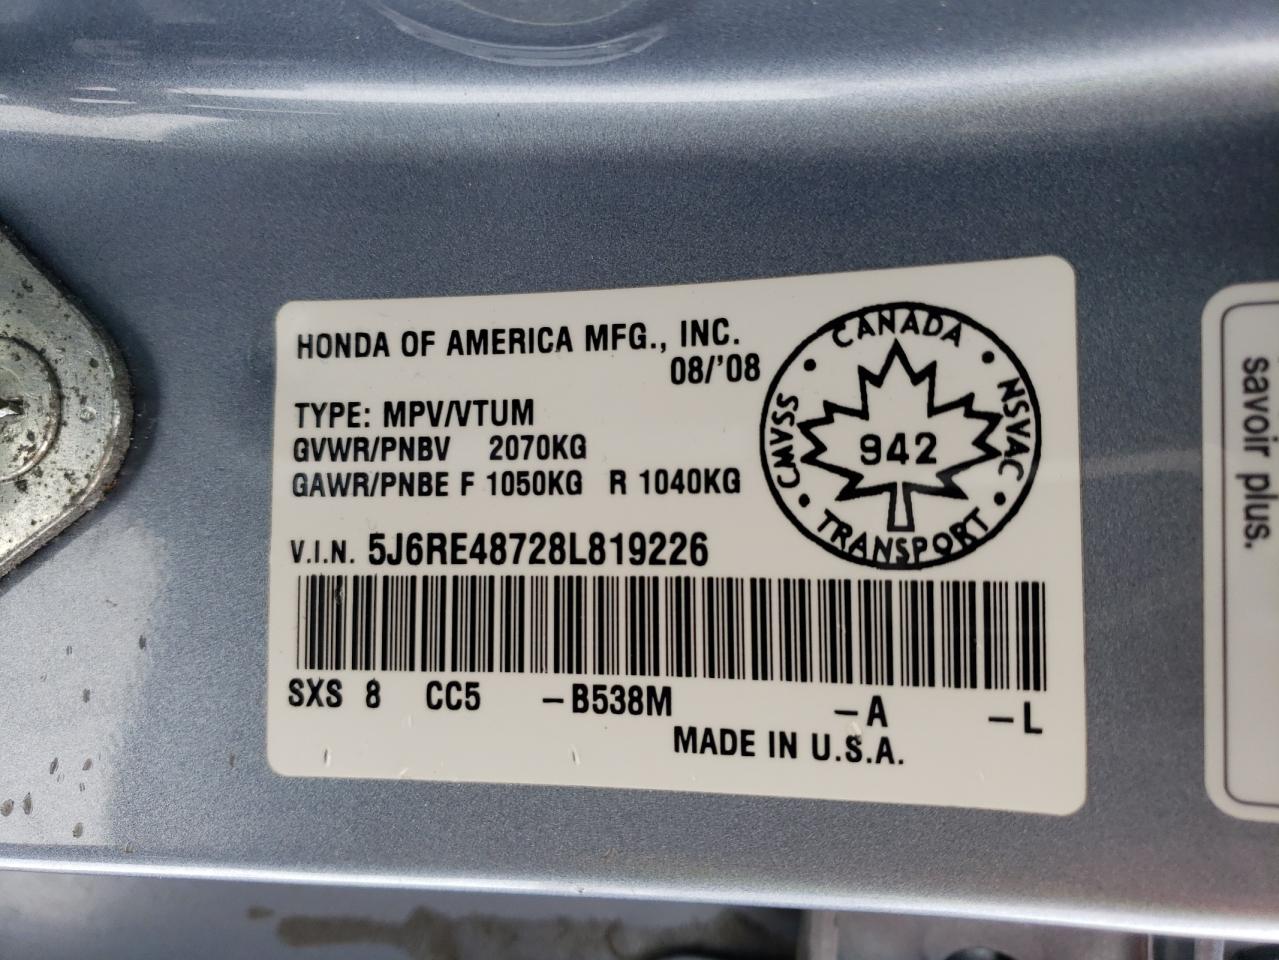 HONDA OF AMERICA MFG., INC.
08/'08
TYPE: MPV/VTUM
GVWR/PNBV 2070KG
GAWR/PNBE F 1050KG R 1040KG
V.I.N. 5J6RE48728L819226
SXS 8 CC5 -B538M -A -L
MADE IN U.S.A.
CANADA
NSVAC
TRANSPORT
CMVSS
942
savoir plus.